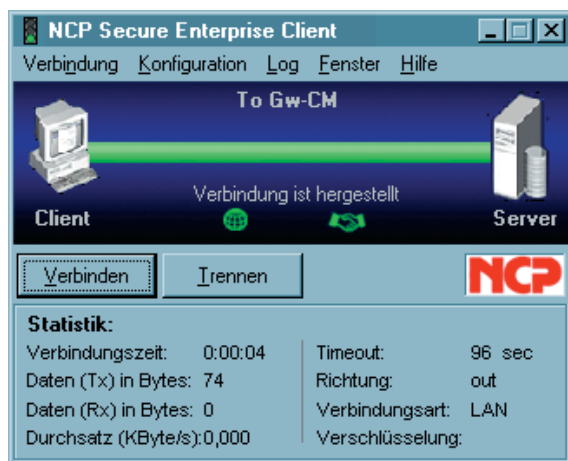 NCP Secure Enterprise Client
Verbindung Konfiguration Log Fenster Hilfe
To Gw-CM
Verbindung ist hergestellt
Client Server
Verbinden Trennen NCP
Statistik:
Verbindungszeit: 0:00:04 Timeout: 96 sec
Daten (Tx) in Bytes: 74 Richtung: out
Daten (Rx) in Bytes: 0 Verbindungsart: LAN
Durchsatz (KByte/s): 0,000 Verschlüsselung: